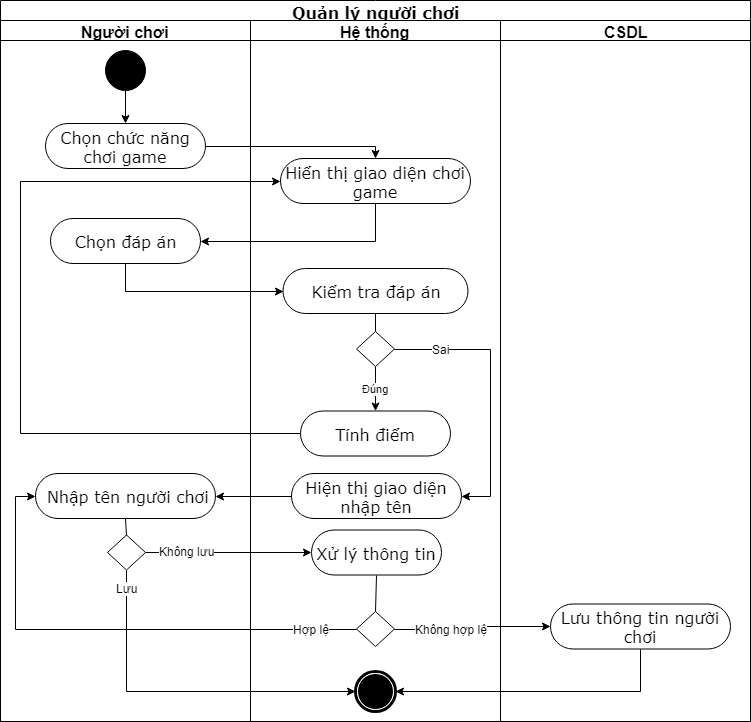 Quản lý người chơi
Người chơi
Hệ thống
CSDL
Chọn chức năng
chơi game
Hiển thị giao diện chơi
game
Chọn đáp án
Kiểm tra đáp án
Sai
Đúng
Tính điểm
Nhập tên người chơi
Hiện thị giao diện
nhập tên
Không lưu
Xử lý thông tin
Lưu
Hợp lệ
Không hợp lệ
Lưu thông tin người
chơi